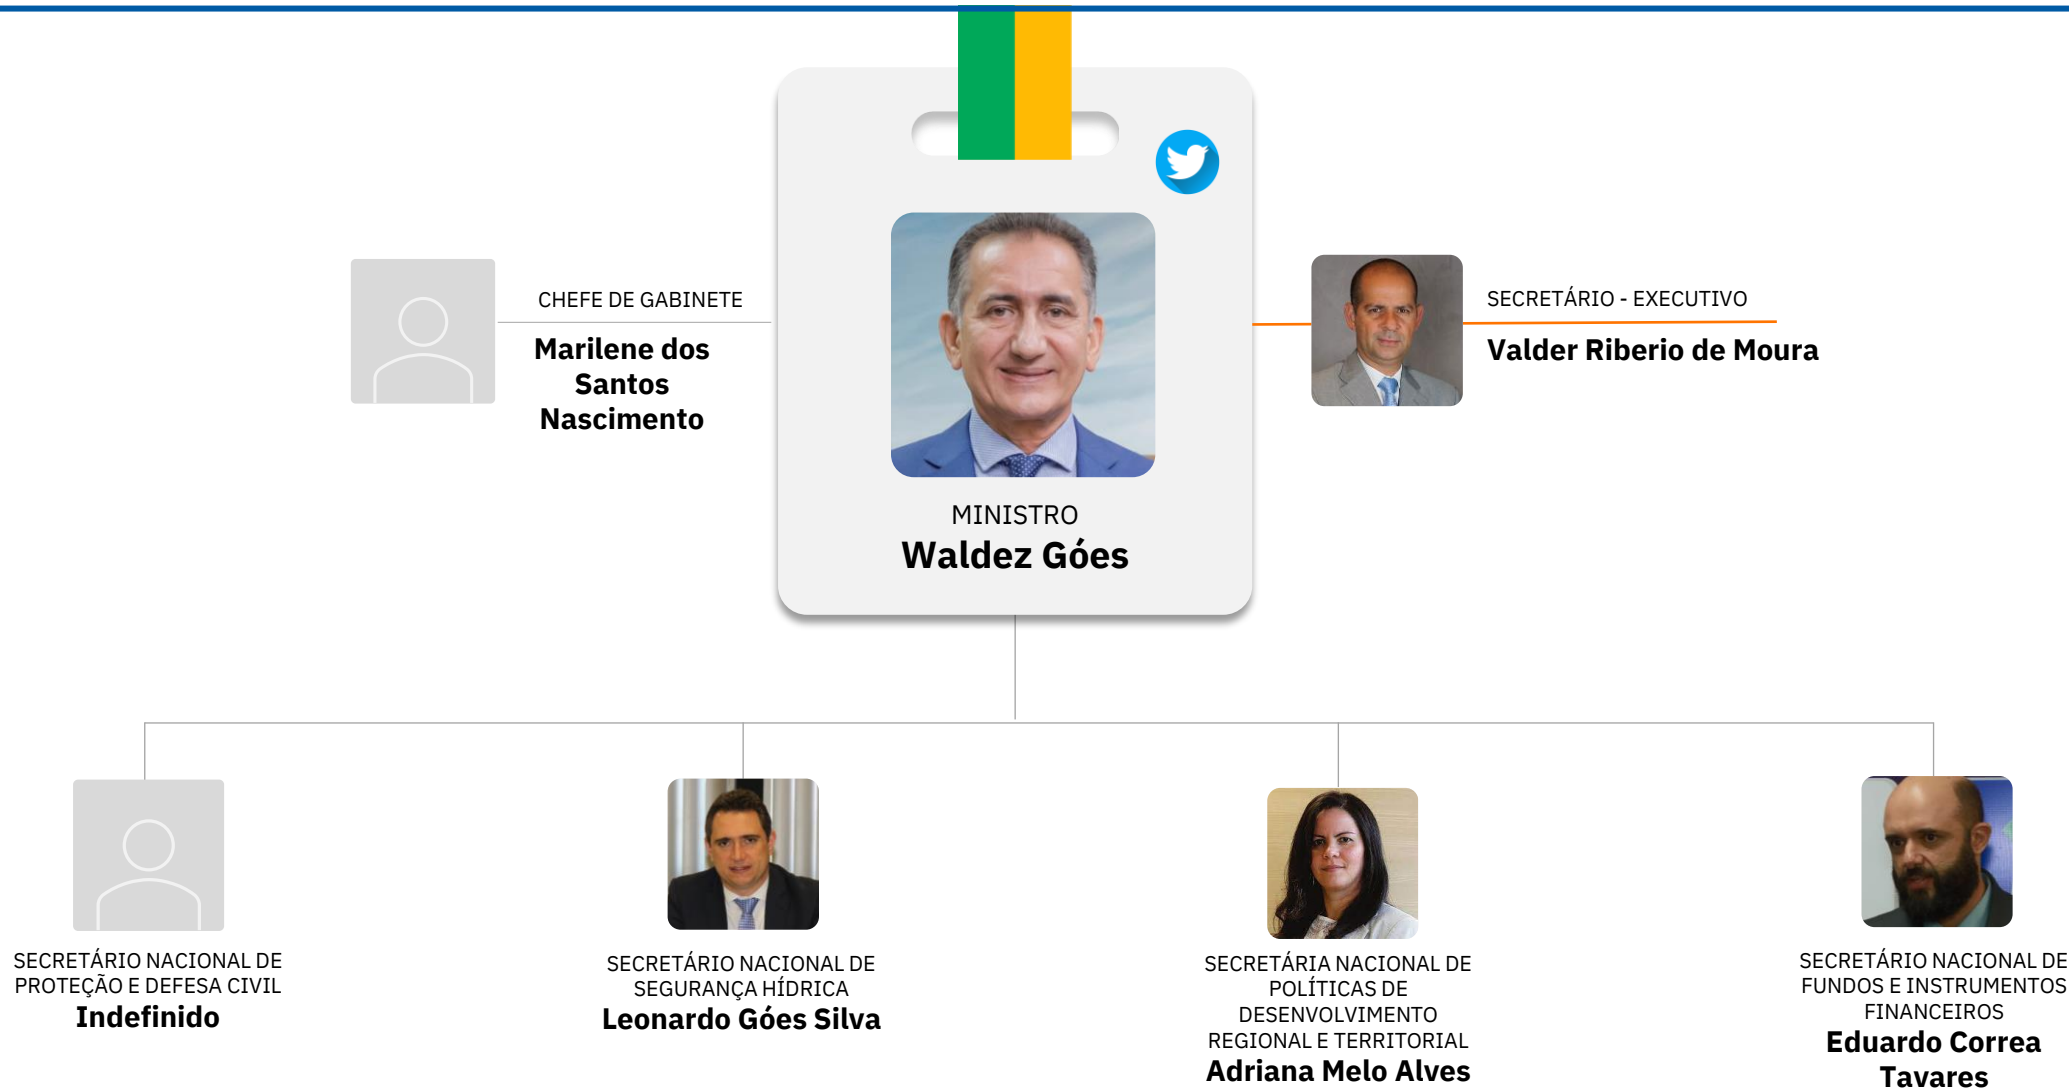 CHEFE DE GABINETE
Marilene dos
Santos
Nascimento
MINISTRO
Waldez Góes
SECRETÁRIO - EXECUTIVO
Valder Riberio de Moura
SECRETÁRIO NACIONAL DE
PROTEÇÃO E DEFESA CIVIL
Indefinido
SECRETÁRIO NACIONAL DE
SEGURANÇA HÍDRICA
Leonardo Góes Silva
SECRETÁRIA NACIONAL DE
POLÍTICAS DE
DESENVOLVIMENTO
REGIONAL E TERRITORIAL
Adriana Melo Alves
SECRETÁRIO NACIONAL DE
FUNDOS E INSTRUMENTOS
FINANCEIROS
Eduardo Correa
Tavares